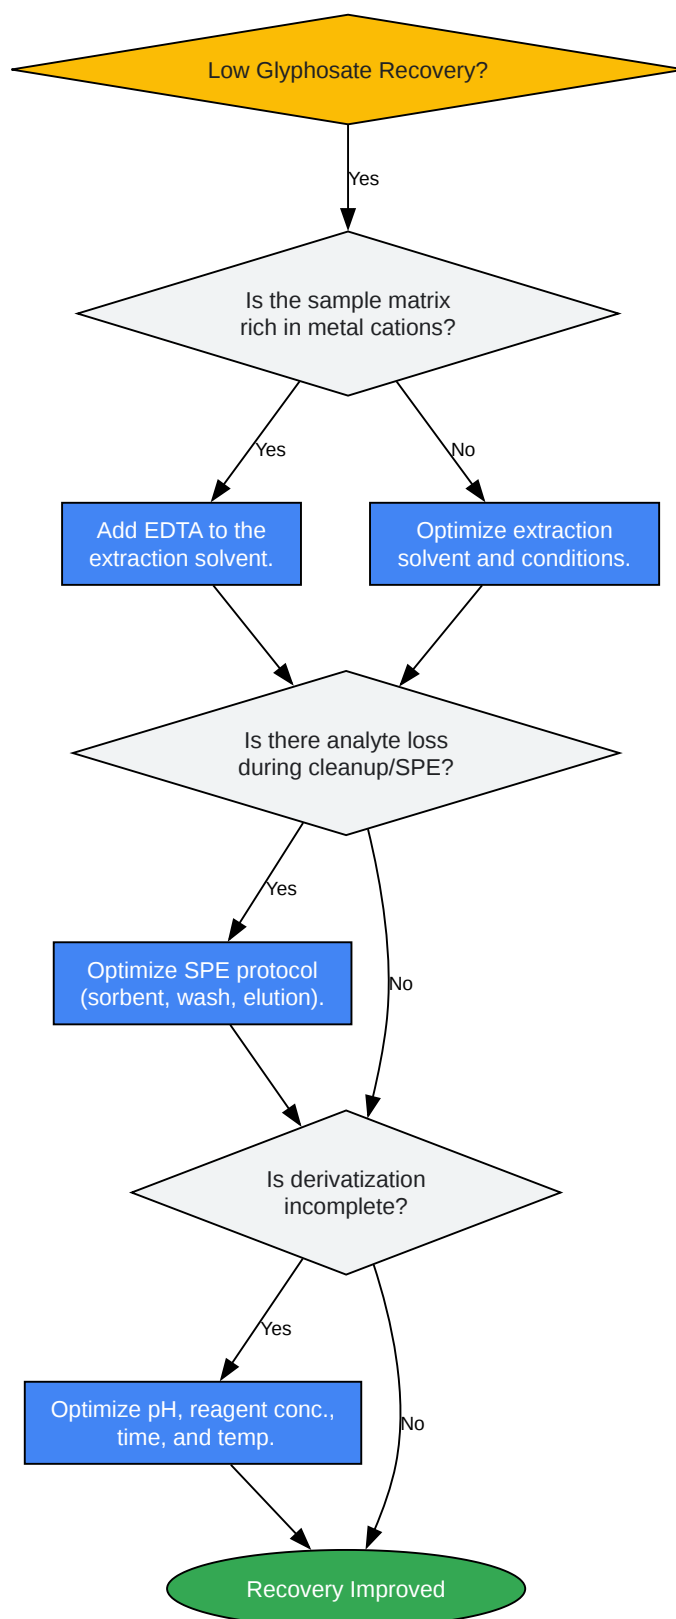 Low Glyphosate Recovery?
Yes
Is the sample matrix
rich in metal cations?
Yes
No
Add EDTA to the
extraction solvent.
Optimize extraction
solvent and conditions.
Is there analyte loss
during cleanup/SPE?
Yes
Optimize SPE protocol
(sorbent, wash, elution).
No
Is derivatization
incomplete?
Yes
Optimize pH, reagent conc.,
time, and temp.
No
Recovery Improved